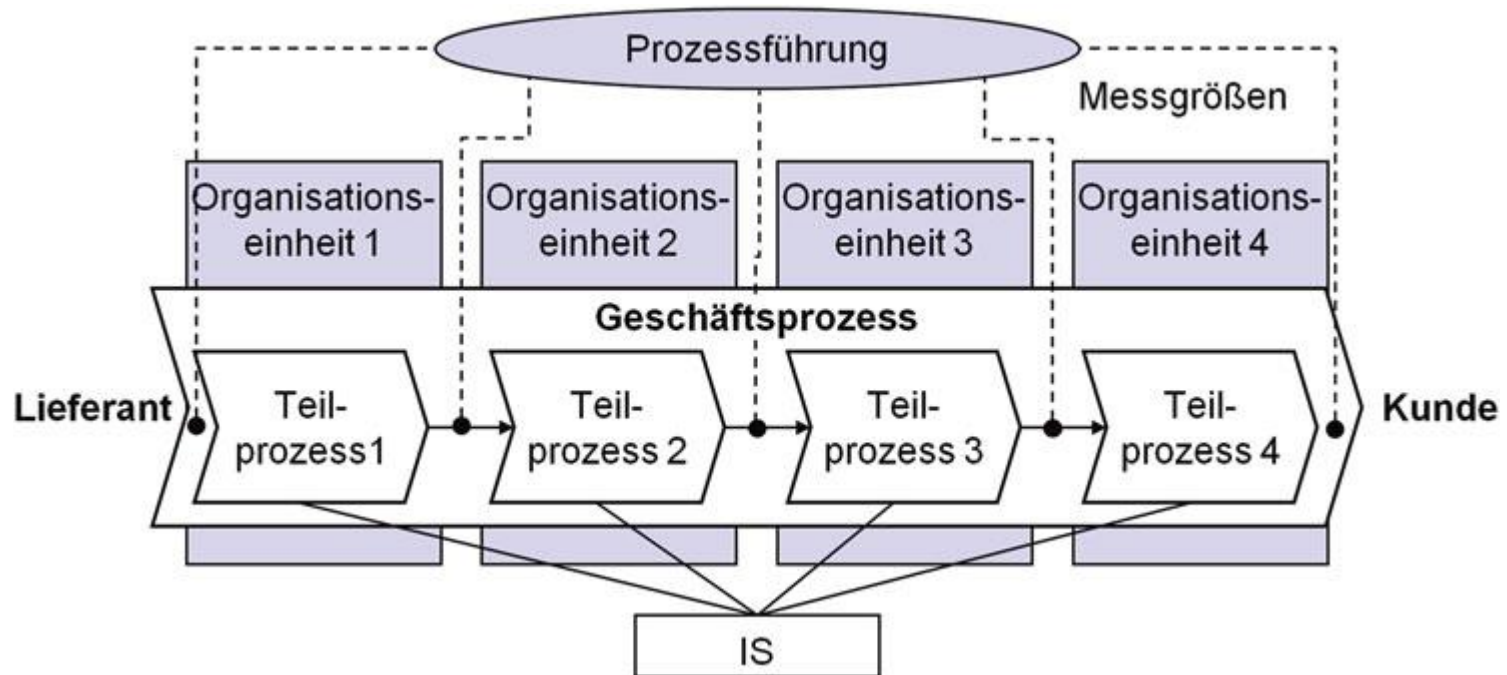 Prozessführung
Messgrößen
Organisations-
einheit 1
Organisations-
einheit 2
Organisations-
einheit 3
Organisations-
einheit 4
Geschäftsprozess
Lieferant
Teil-
prozess1
Teil-
prozess 2
Teil-
prozess 3
Teil-
prozess 4
Kunde
IS